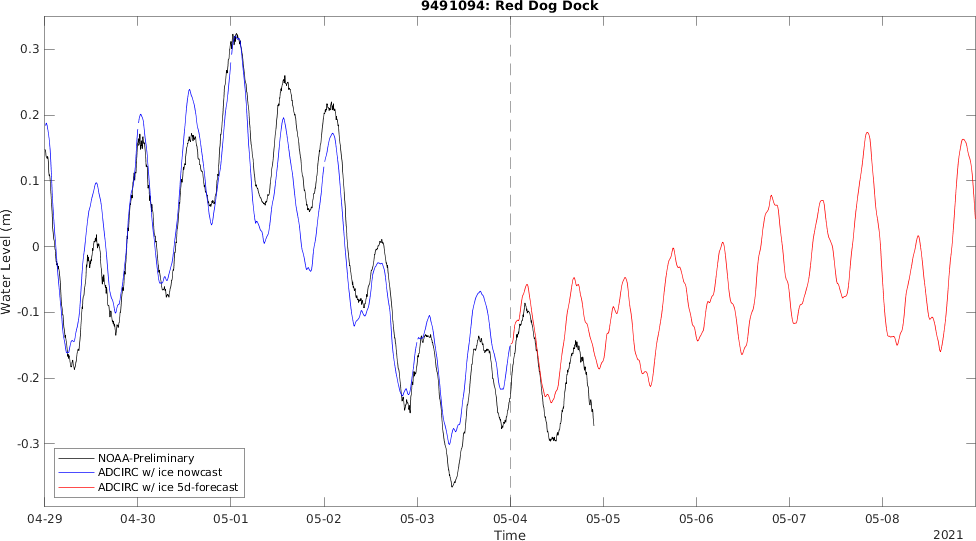 9491094: Red Dog Dock
0.3
0.2
0.1
0
-0.1
-0.2
-0.3
Water Level (m)
NOAA-Preliminary
ADCIRC w/ ice nowcast
ADCIRC w/ ice 5d-forecast
04-29 04-30 05-01 05-02 05-03 05-04 05-05 05-06 05-07 05-08
Time
2021